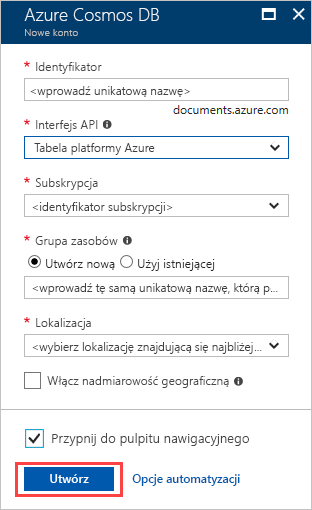 Azure Cosmos DB
Nowe konto
* Identyfikator
<wprowadź unikatową nazwę>
documents.azure.com
* Interfejs API
Tabela platformy Azure
* Subskrypcja
<identyfikator subskrypcji>
* Grupa zasobów
Utwórz nową Użyj istniejącej
<wprowadź tę samą unikatową nazwę, którą p...
* Lokalizacja
<wybierz lokalizację znajdującą się najbliżej...
Włącz nadmiarowość geograficzną
Przypnij do pulpitu nawigacyjnego
Utwórz Opcje automatyzacji